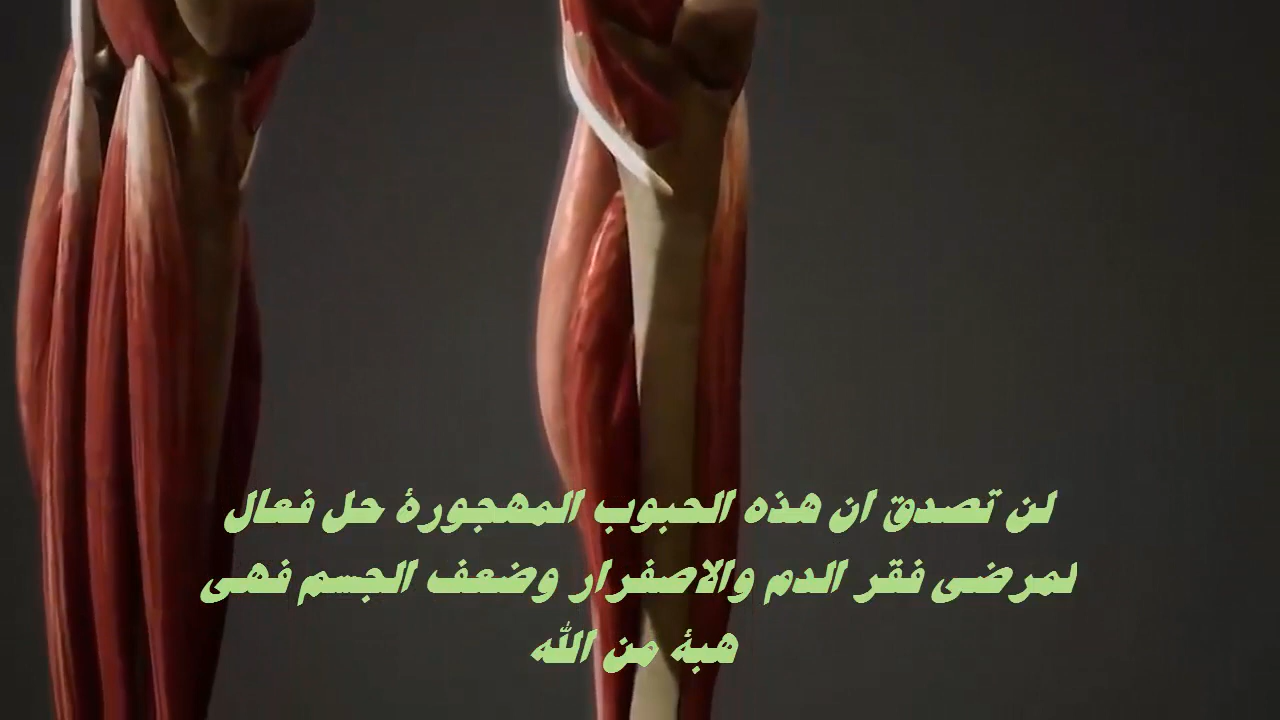 لن تصدق ان هذه الحبوب المهجورة حل فعال
لمرضى فقر الدم والاصفرار وضعف الجسم فهى
هبة من الله